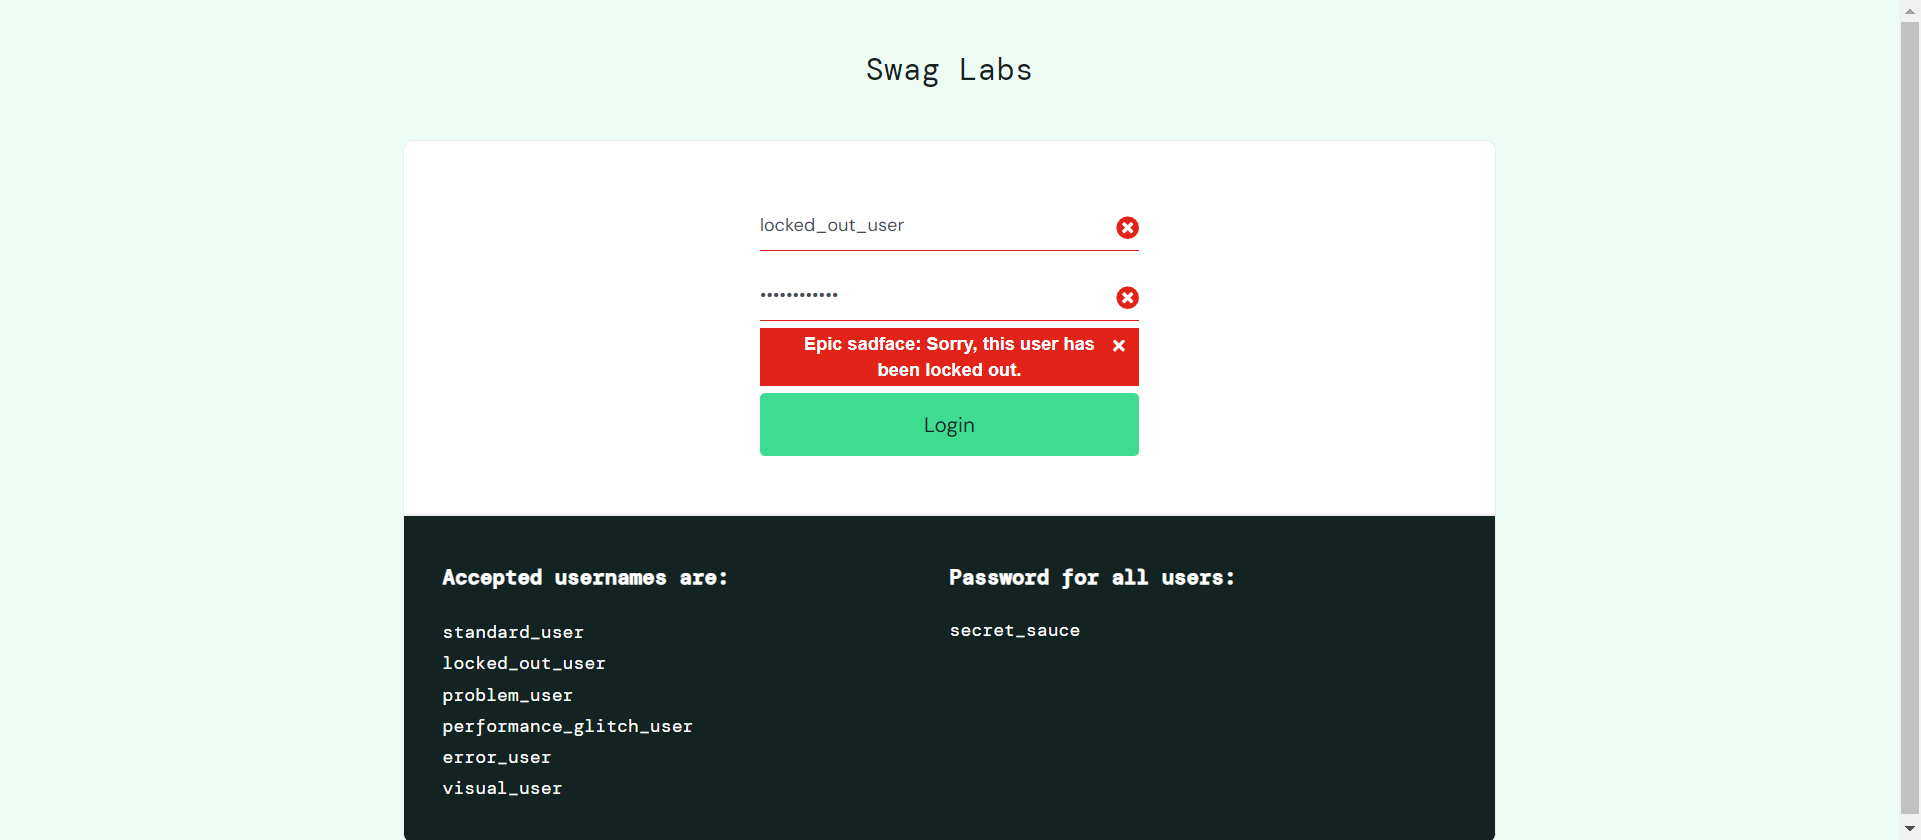 Swag Labs
locked_out_user
••••••••••••
Epic sadface: Sorry, this user has
been locked out.
Login
Accepted usernames are:
standard_user
locked_out_user
problem_user
performance_glitch_user
error_user
visual_user
Password for all users:
secret_sauce